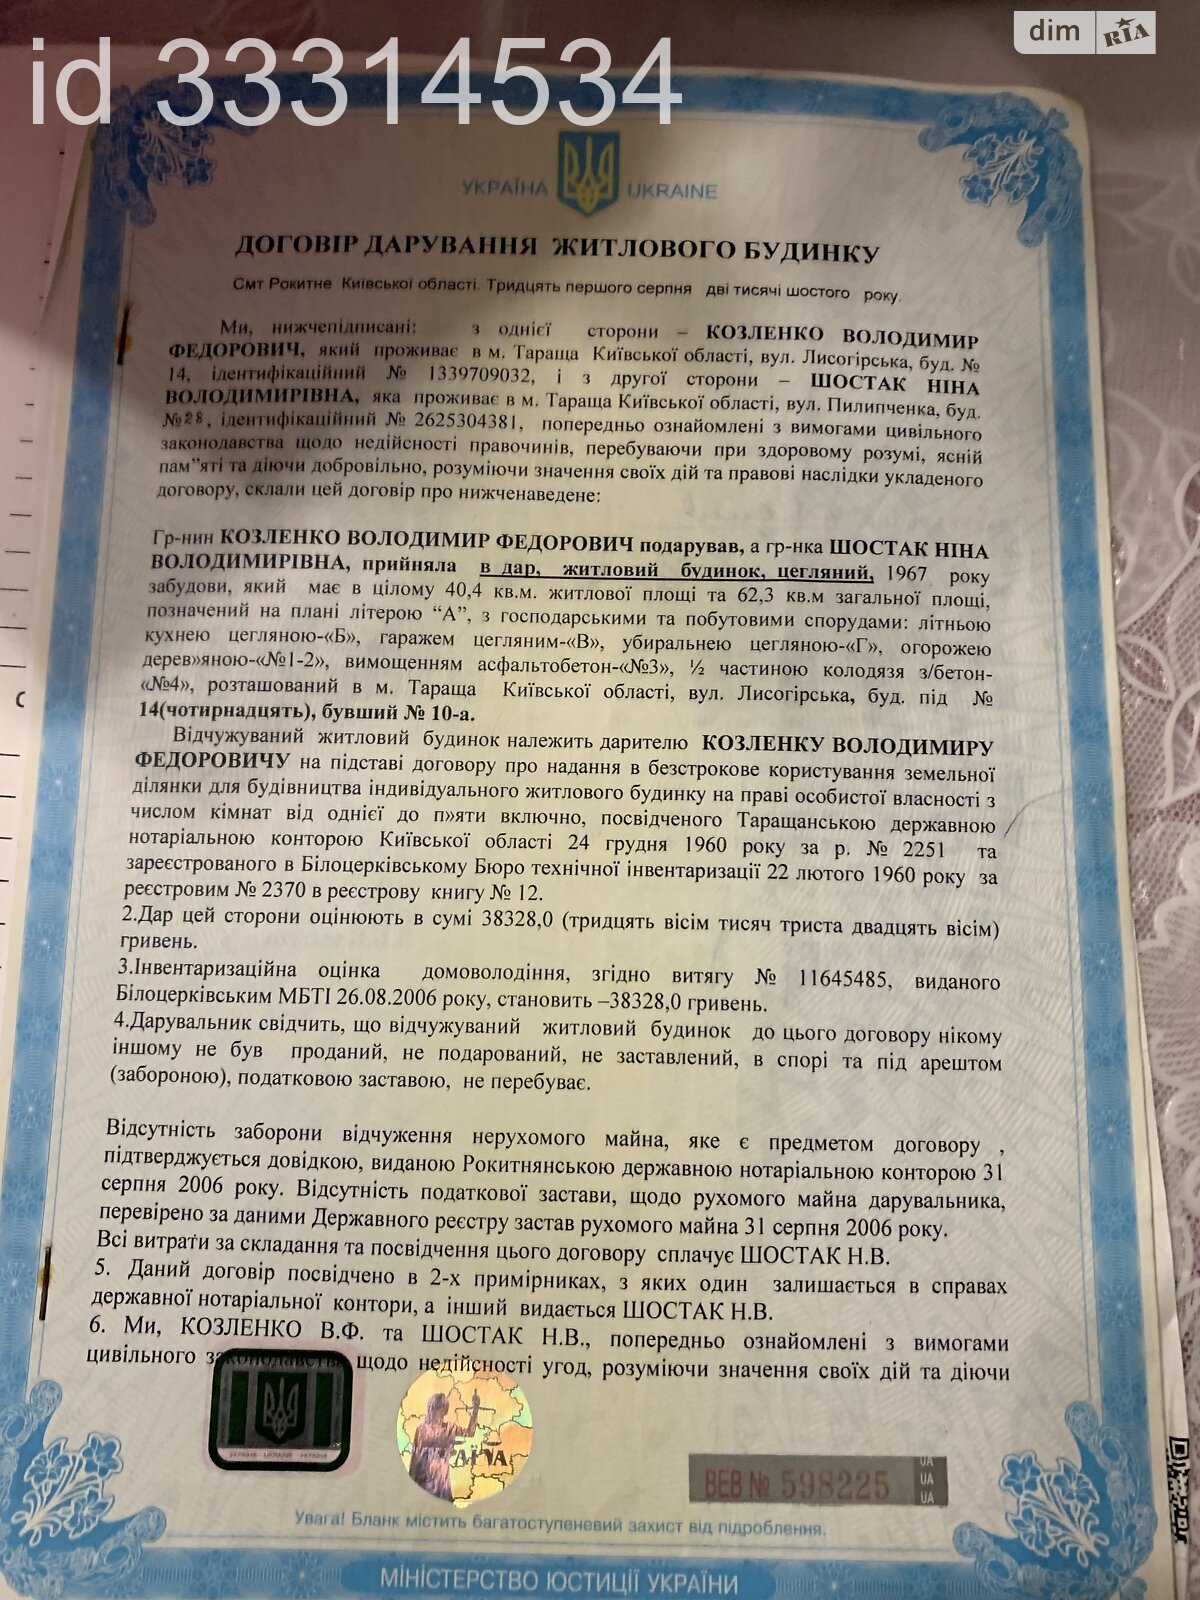 id 33314534
dim RIA
УКРАЇНА UKRAINE
ДОГОВІР ДАРУВАННЯ ЖИТЛОВОГО БУДИНКУ
Смт Рокитне Київської області. Тридцять першого серпня дві тисячі шостого року.
Ми, нижчепідписані: з однієї сторони – КОЗЛЕНКО ВОЛОДИМИР
ФЕДОРОВИЧ, який проживає в м. Тараща Київської області, вул. Лисогірська, буд. №
14, ідентифікаційний № 1339709032, і з другої сторони – ШОСТАК НІНА
ВОЛОДИМИРІВНА, яка проживає в м. Тараща Київської області, вул. Пилипченка, буд.
№28, ідентифікаційний № 2625304381, попередньо ознайомлені з вимогами цивільного
законодавства щодо недійсності правочинів, перебуваючи при здоровому розумі, ясній
пам"яті та діючи добровільно, розуміючи значення своїх дій та правові наслідки укладеного
договору, склали цей договір про нижченаведене:
Гр-нин КОЗЛЕНКО ВОЛОДИМИР ФЕДОРОВИЧ подарував, а гр-нка ШОСТАК НІНА
ВОЛОДИМИРІВНА, прийняла в дар, житловий будинок, цегляний, 1967 року
забудови, який має в цілому 40,4 кв.м. житлової площі та 62,3 кв.м загальної площі,
позначений на плані літерою “А”, з господарськими та побутовими спорудами: літньою
кухнею цегляною-«Б», гаражем цегляним-«В», убиральнею цегляною-«Г», огорожею
дерев»яною-«№1-2», вимощенням асфальтобетон-«№3», ½ частиною колодязя з/бетон-
«№4», розташований в м. Тараща Київської області, вул. Лисогірська, буд. під №
14(чотирнадцять), бувший № 10-а.
Відчужуваний житловий будинок належить дарителю КОЗЛЕНКУ ВОЛОДИМИРУ
ФЕДОРОВИЧУ на підставі договору про надання в безстрокове користування земельної
ділянки для будівництва індивідуального житлового будинку на праві особистої власності з
числом кімнат від однієї до п»яти включно, посвідченого Таращанською державною
нотаріальною конторою Київської області 24 грудня 1960 року за р. № 2251 та
зареєстрованого в Білоцерківському Бюро технічної інвентаризації 22 лютого 1960 року за
реєстровим № 2370 в реєстрову книгу № 12.
2.Дар цей сторони оцінюють в сумі 38328,0 (тридцять вісім тисяч триста двадцять вісім)
гривень.
3.Інвентаризаційна оцінка домоволодіння, згідно витягу № 11645485, виданого
Білоцерківським МБТІ 26.08.2006 року, становить –38328,0 гривень.
4.Дарувальник свідчить, що відчужуваний житловий будинок до цього договору нікому
іншому не був проданий, не подарований, не заставлений, в спорі та під арештом
(забороною), податковою заставою, не перебуває.
Відсутність заборони відчуження нерухомого майна, яке є предметом договору ,
підтверджується довідкою, виданою Рокитнянською державною нотаріальною конторою 31
серпня 2006 року. Відсутність податкової застави, щодо рухомого майна дарувальника,
перевірено за даними Державного реєстру застав рухомого майна 31 серпня 2006 року.
Всі витрати за складання та посвідчення цього договору сплачує ШОСТАК Н.В.
5. Даний договір посвідчено в 2-х примірниках, з яких один залишається в справах
державної нотаріальної контори, а інший видається ШОСТАК Н.В.
6. Ми, КОЗЛЕНКО В.Ф. та ШОСТАК Н.В., попередньо ознайомлені з вимогами
цивільного законодавства щодо недійсності угод, розуміючи значення своїх дій та діючи
УКРАЇНА UKRAINE УКРАЇНА
ВЕВ № 598225
UA
UA
UA
Увага! Бланк містить багатоступеневий захист від підроблення.
МІНІСТЕРСТВО ЮСТИЦІЇ УКРАЇНИ